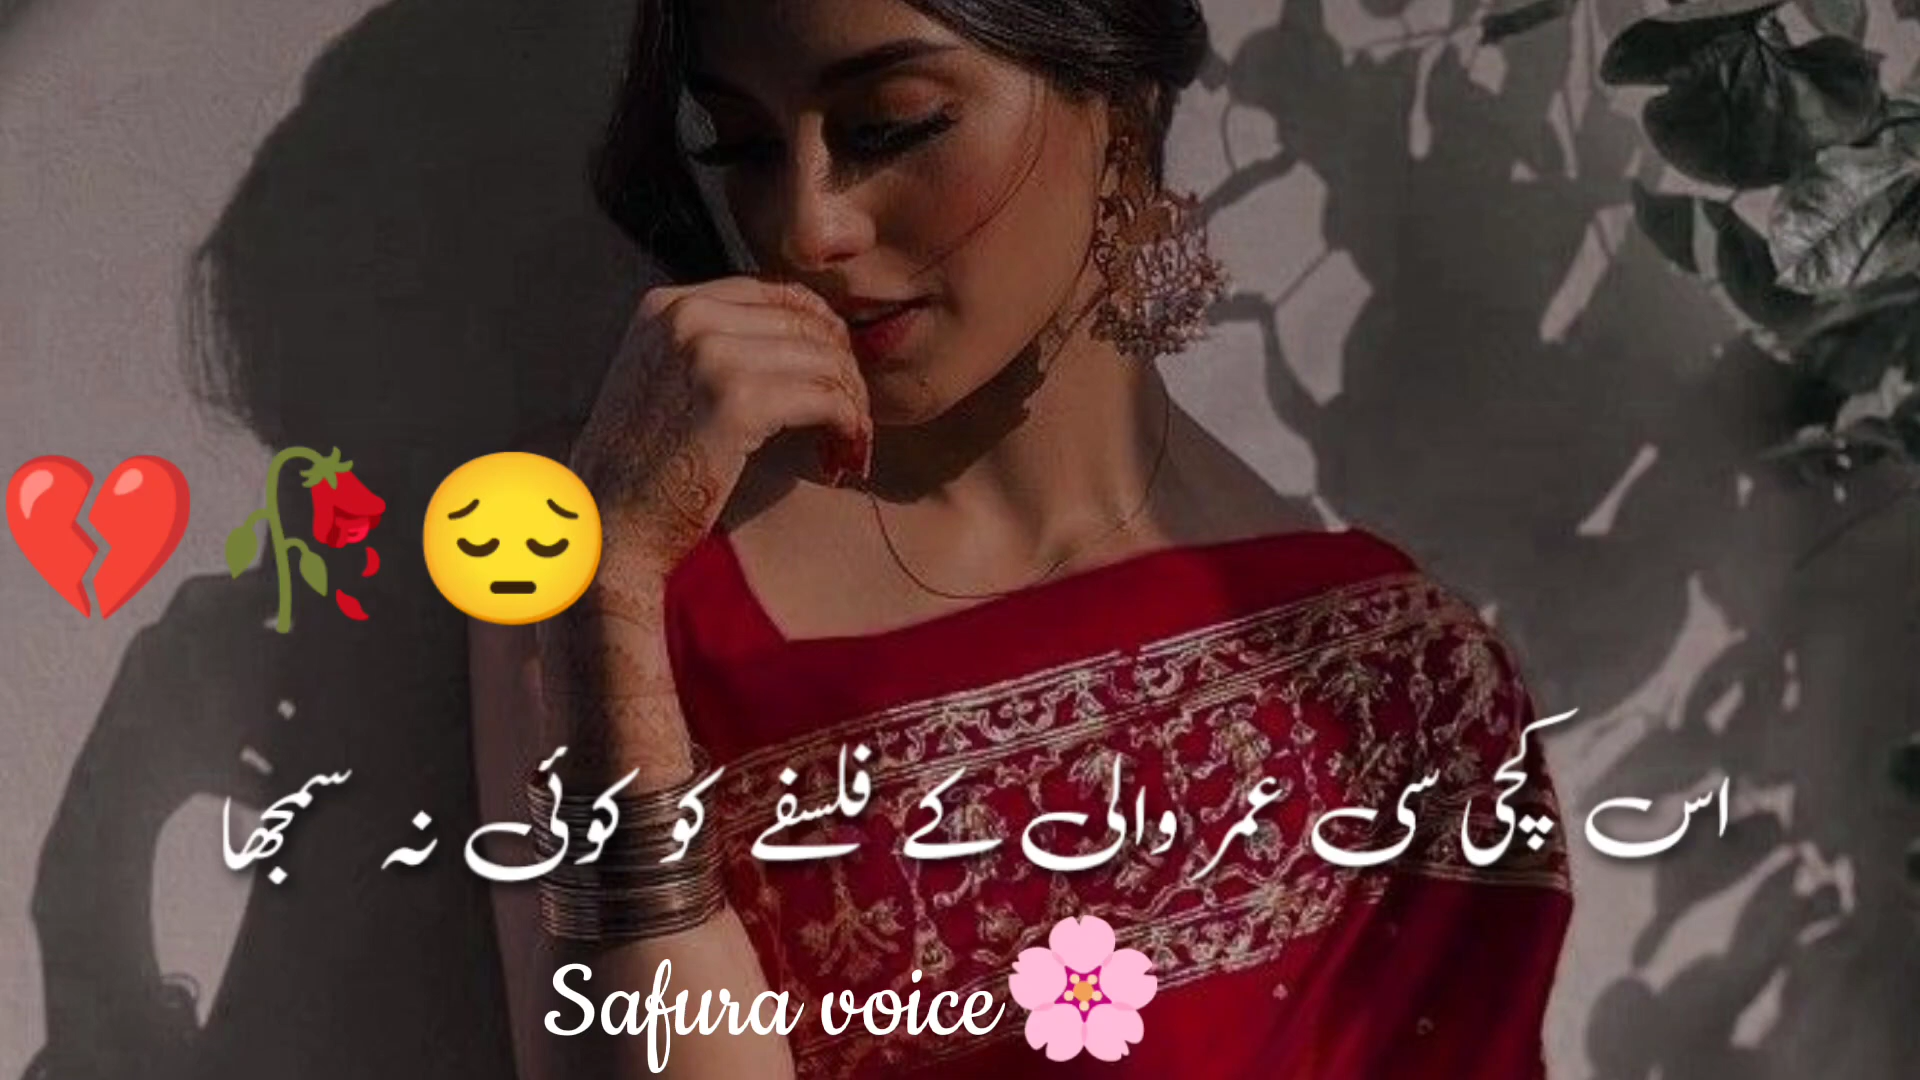 اس کچی سی عمر والی کے فلسفے کو کوئی نہ سمجھا
Safura voice